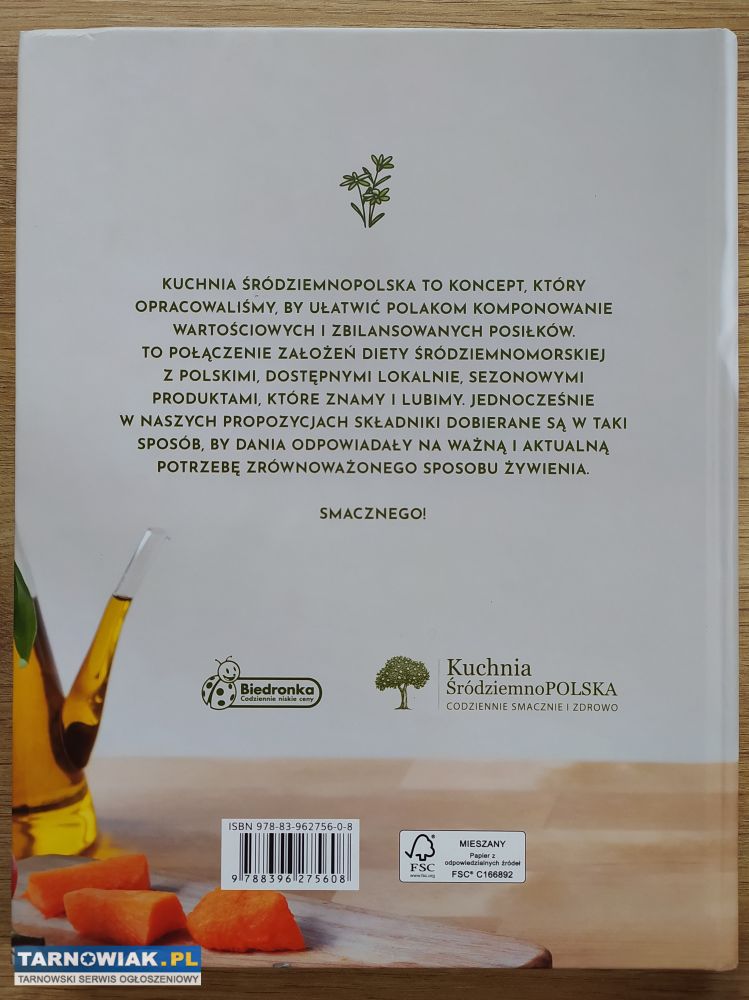 KUCHNIA ŚRÓDZIEMNOPOLSKA TO KONCEPT, KTÓRY
OPRACOWALIŚMY, BY UŁATWIĆ POLAKOM KOMPONOWANIE
WARTOŚCIOWYCH I ZBILANSOWANYCH POSIŁKÓW.
TO POŁĄCZENIE ZAŁOŻEŃ DIETY ŚRÓDZIEMNOMORSKIEJ
Z POLSKIMI, DOSTĘPNYMI LOKALNIE, SEZONOWYMI
PRODUKTAMI, KTÓRE ZNAMY I LUBIMY. JEDNOCZEŚNIE
W NASZYCH PROPOZYCJACH SKŁADNIKI DOBIERANE SĄ W TAKI
SPOSÓB, BY DANIA ODPOWIADAŁY NA WAŻNĄ I AKTUALNĄ
POTRZEBĘ ZRÓWNOWAŻONEGO SPOSOBU ŻYWIENIA.
SMACZNEGO!
Biedronka
Codziennie niskie ceny
Kuchnia
ŚródziemnoPOLSKA
CODZIENNIE SMACZNIE I ZDROWO
ISBN 978-83-962756-0-8
9 788396 275608
FSC
www.fsc.org
MIESZANY
Papier z
odpowiedzialnych źródeł
FSC® C166892
TARNOWIAK.PL
TARNOWSKI SERWIS OGŁOSZENIOWY